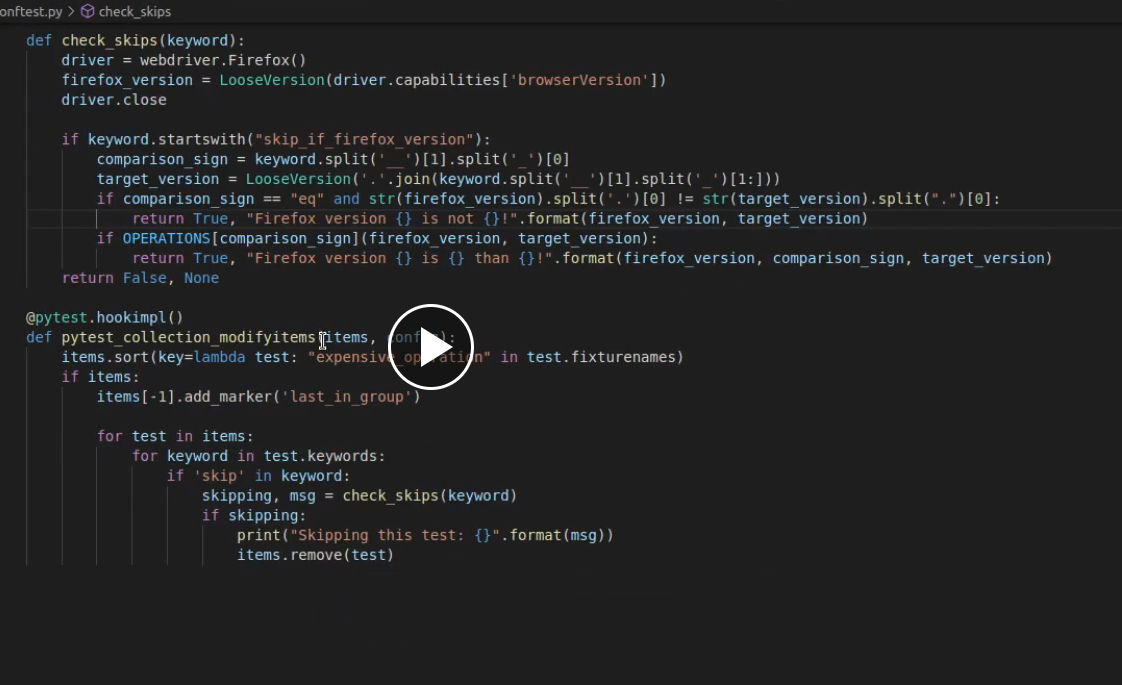 onftest.py > check_skips
def check_skips(keyword):
    driver = webdriver.Firefox()
    firefox_version = LooseVersion(driver.capabilities['browserVersion'])
    driver.close

    if keyword.startswith("skip_if_firefox_version"):
        comparison_sign = keyword.split('__')[1].split('_')[0]
        target_version = LooseVersion('.'.join(keyword.split('__')[1].split('_')[1:]))
        if comparison_sign == "eq" and str(firefox_version).split('.')[0] != str(target_version).split(".")[0]:
            return True, "Firefox version {} is not {}!".format(firefox_version, target_version)
        if OPERATIONS[comparison_sign](firefox_version, target_version):
            return True, "Firefox version {} is {} than {}!".format(firefox_version, comparison_sign, target_version)
    return False, None

@pytest.hookimpl()
def pytest_collection_modifyitems(items, config):
    items.sort(key=lambda test: "expensive_operation" in test.fixturenames)
    if items:
        items[-1].add_marker('last_in_group')

        for test in items:
            for keyword in test.keywords:
                if 'skip' in keyword:
                    skipping, msg = check_skips(keyword)
                    if skipping:
                        print("Skipping this test: {}".format(msg))
                        items.remove(test)